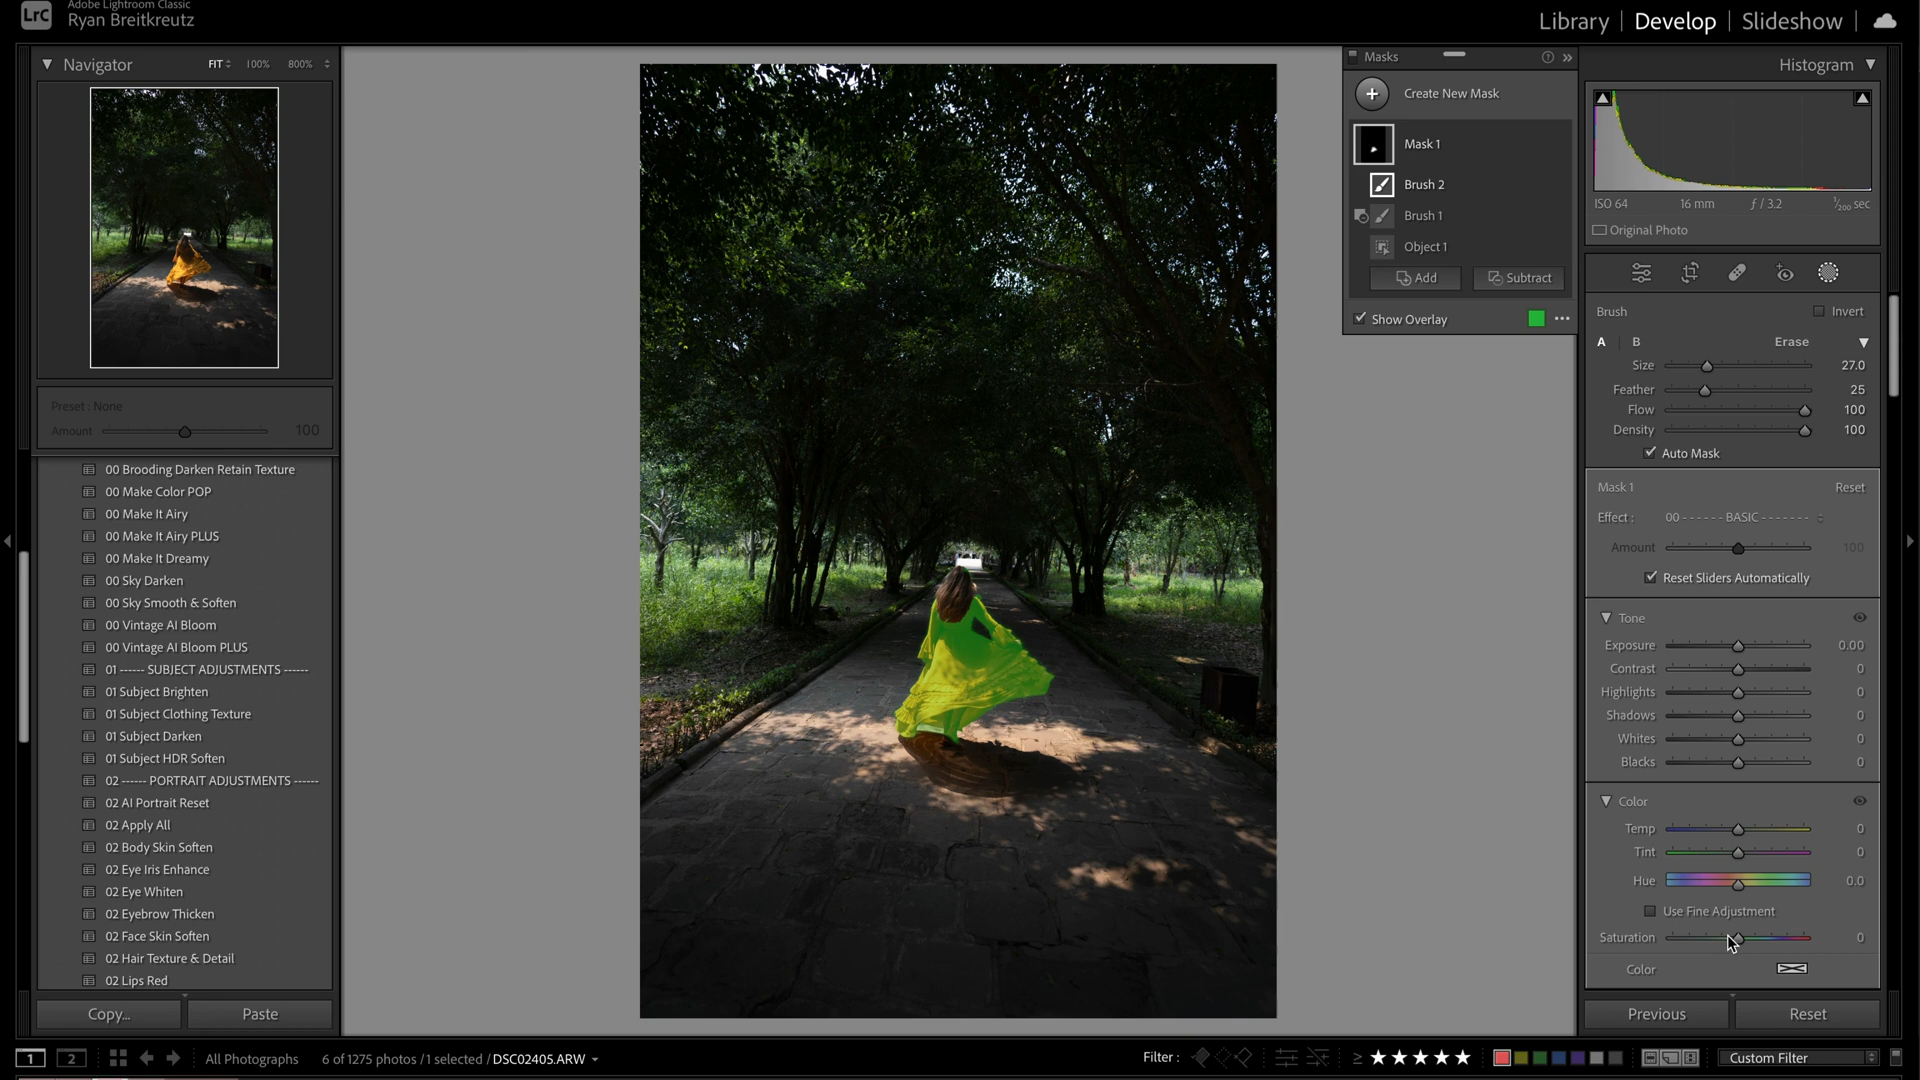 LrC
Adobe Lightroom Classic
Ryan Breitkreutz
Library | Develop | Slideshow
Navigator FIT 100% 800%
Preset : None
Amount 100
00 Brooding Darken Retain Texture
00 Make Color POP
00 Make It Airy
00 Make It Airy PLUS
00 Make It Dreamy
00 Sky Darken
00 Sky Smooth & Soften
00 Vintage AI Bloom
00 Vintage AI Bloom PLUS
01 ------ SUBJECT ADJUSTMENTS ------
01 Subject Brighten
01 Subject Clothing Texture
01 Subject Darken
01 Subject HDR Soften
02 ------ PORTRAIT ADJUSTMENTS ------
02 AI Portrait Reset
02 Apply All
02 Body Skin Soften
02 Eye Iris Enhance
02 Eye Whiten
02 Eyebrow Thicken
02 Face Skin Soften
02 Hair Texture & Detail
02 Lips Red
Copy... Paste
Masks
Create New Mask
Mask 1
Brush 2
Brush 1
Object 1
Add Subtract
Show Overlay
Histogram
ISO 64 16 mm ƒ / 3.2 1/200 sec
Original Photo
Brush Invert
A B Erase
Size 27.0
Feather 25
Flow 100
Density 100
Auto Mask
Mask 1 Reset
Effect : 00 ------ BASIC -------
Amount 100
Reset Sliders Automatically
Tone
Exposure 0.00
Contrast 0
Highlights 0
Shadows 0
Whites 0
Blacks 0
Color
Temp 0
Tint 0
Hue 0.0
Use Fine Adjustment
Saturation 0
Color
Previous Reset
1 2 All Photographs 6 of 1275 photos / 1 selected / DSC02405.ARW
Filter : ≥ ★ ★ ★ ★ ★ Custom Filter